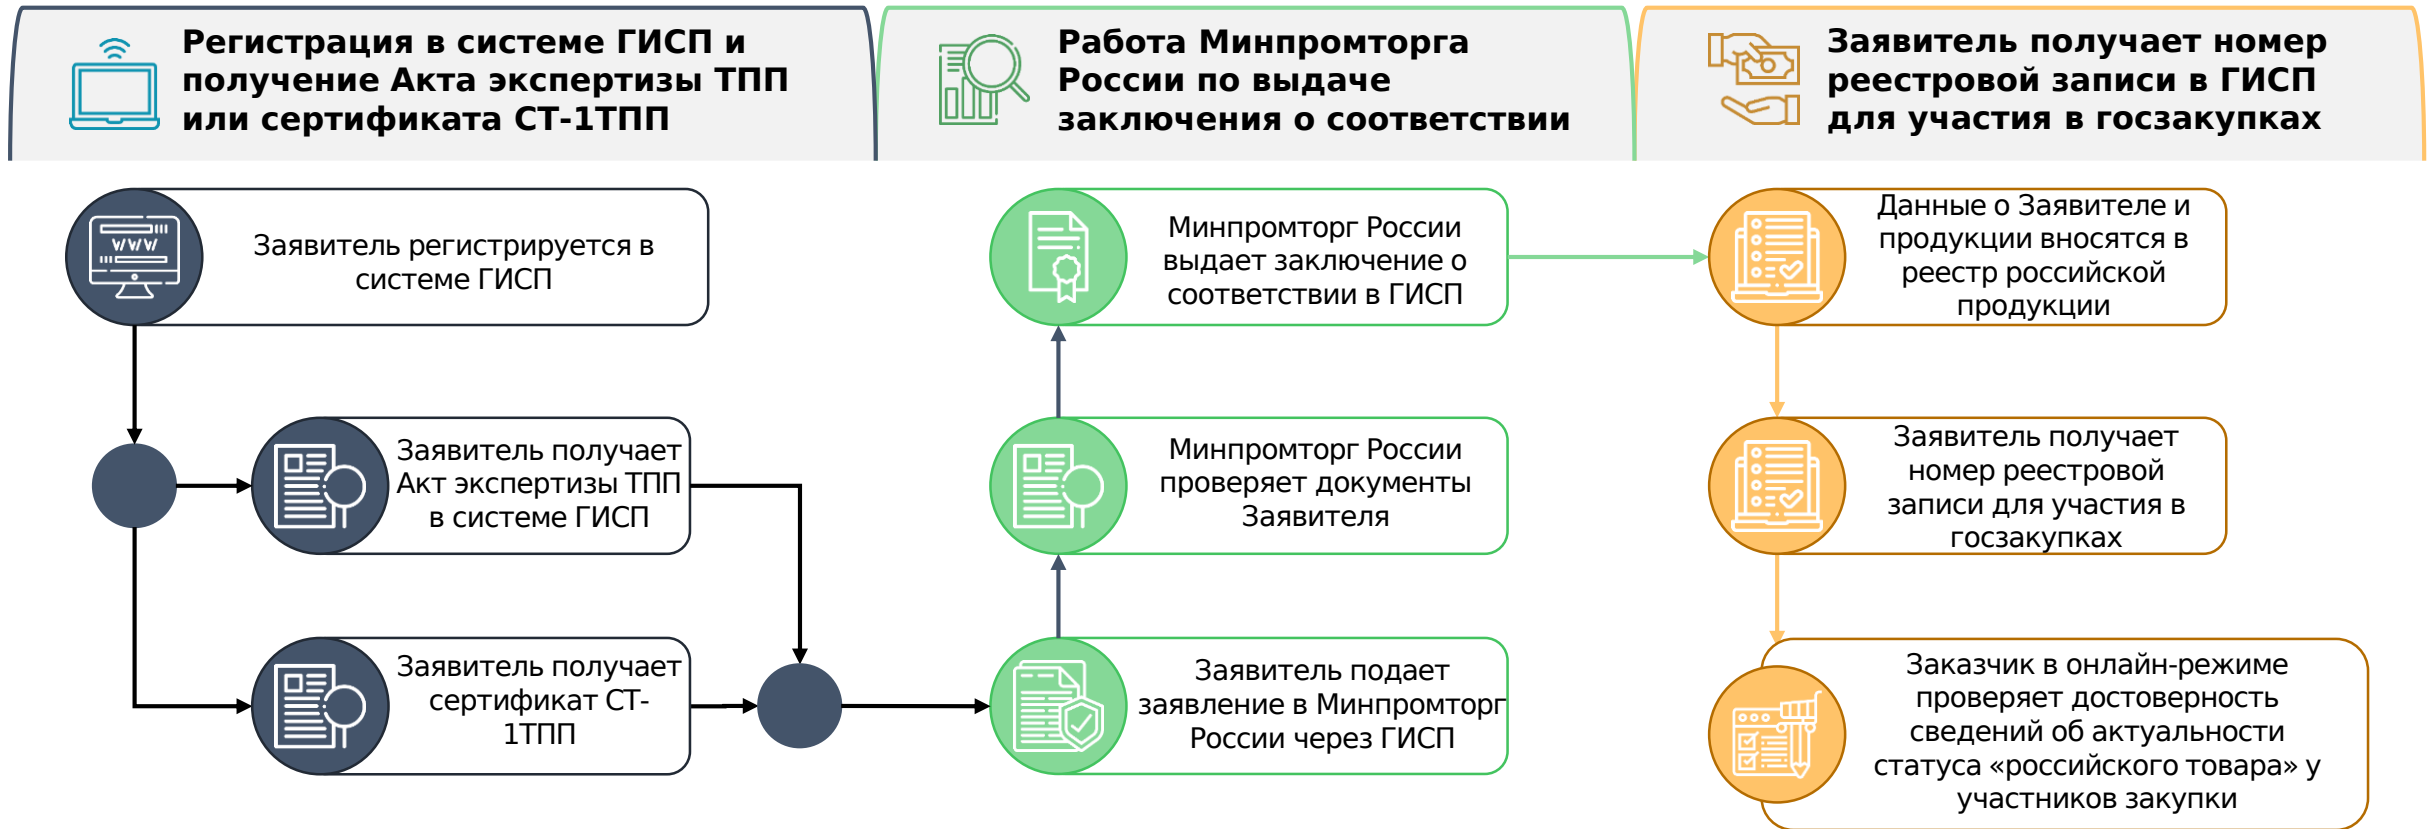 Регистрация в системе ГИСП и
получение Акта экспертизы ТПП
или сертификата СТ-1ТПП
Работа Минпромторга
России по выдаче
заключения о соответствии
Заявитель получает номер
реестровой записи в ГИСП
для участия в госзакупках
WWW
Заявитель регистрируется в
системе ГИСП
Заявитель получает
Акт экспертизы ТПП
в системе ГИСП
Заявитель получает
сертификат СТ-
1ТПП
Минпромторг России
выдает заключение о
соответствии в ГИСП
Минпромторг России
проверяет документы
Заявителя
Заявитель подает
заявление в Минпромторг
России через ГИСП
Данные о Заявителе и
продукции вносятся в
реестр российской
продукции
Заявитель получает
номер реестровой
записи для участия в
госзакупках
Заказчик в онлайн-режиме
проверяет достоверность
сведений об актуальности
статуса «российского товара» у
участников закупки